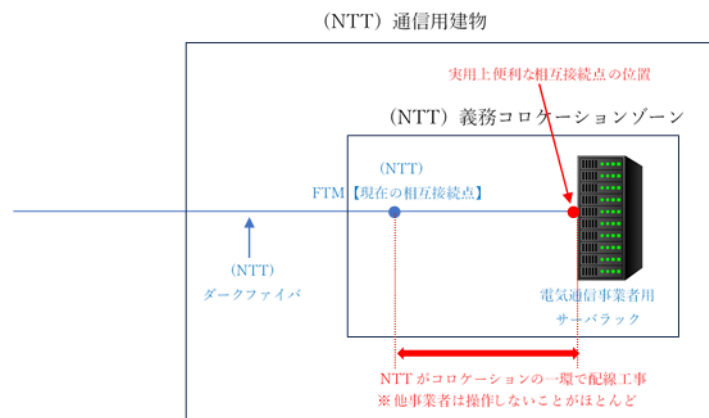 （NTT）通信用建物
実用上便利な相互接続点の位置
（NTT）義務コロケーションゾーン
（NTT）
FTM【現在の相互接続点】
（NTT）
ダークファイバ
電気通信事業者用
サーバラック
NTTがコロケーションの一環で配線工事
※他事業者は操作しないことがほとんど